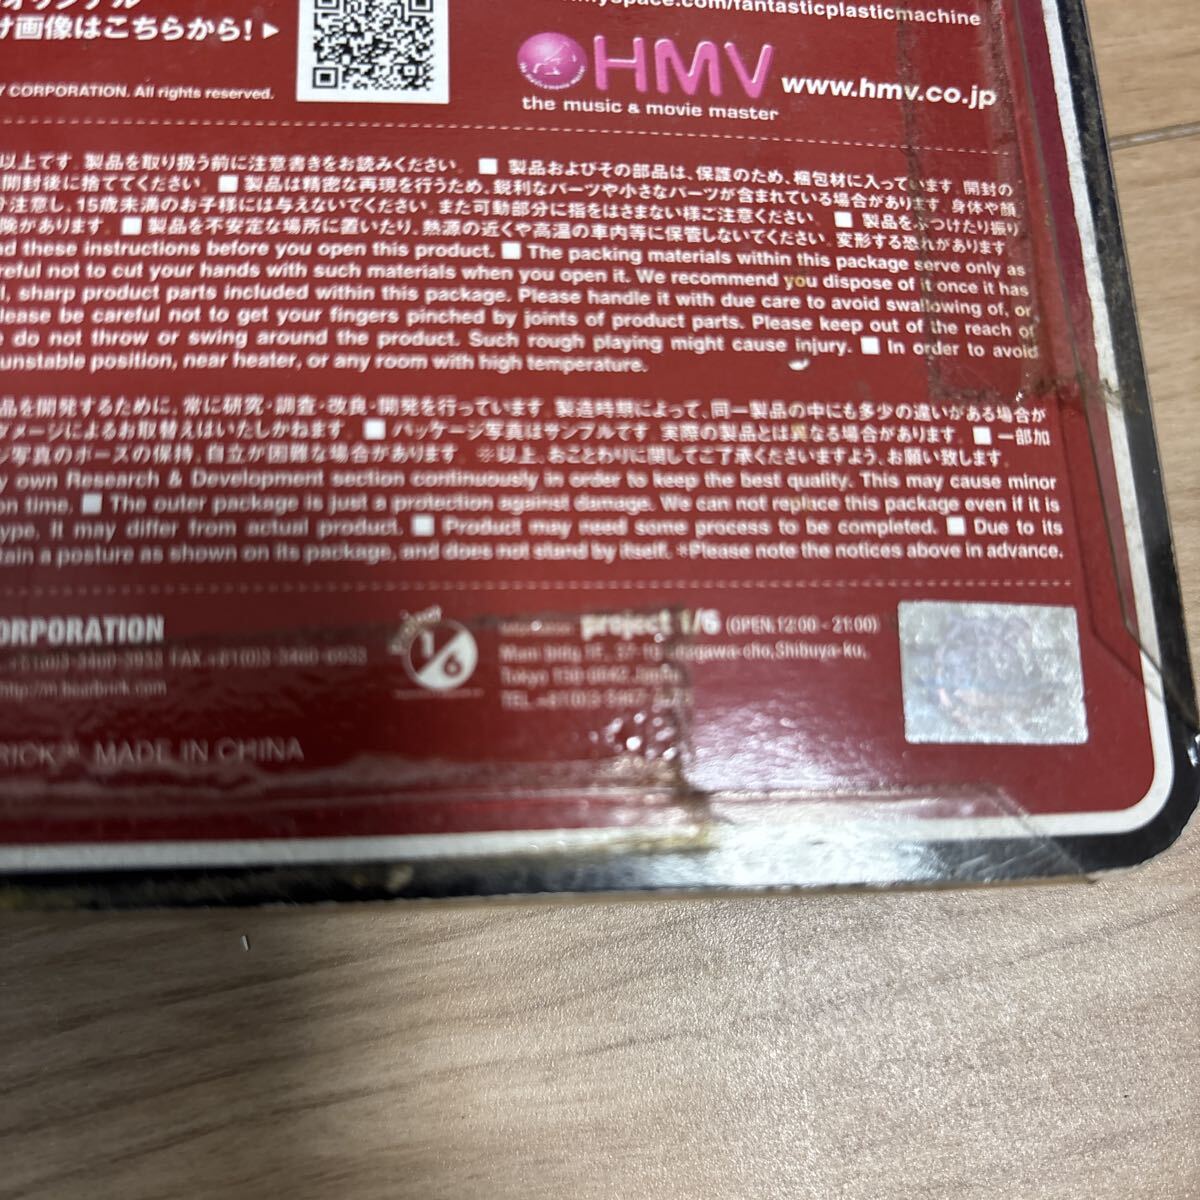 オリジナル
myspace.com/fantasticplasticmachine
け画像はこちらから!▶
HMV
www.hmv.co.jp
the music & movie master
CORPORATION. All rights reserved.
以上です. 製品を取り扱う前に注意書きをお読みください. ■ 製品およびその部品は、保護のため、梱包材に入っています. 開封の
開封後に捨ててください. ■ 製品は精密な再現を行うため、鋭利なパーツや小さなパーツが含まれている場合があります. 身体や顔
注意し、15歳未満のお子様には与えないでください. また可動部分に指をはさまない様ご注意ください. ■ 製品をぶつけたり振り
険があります. ■ 製品を不安定な場所に置いたり、熱源の近くや高温の車内等に保管しないでください. 変形する恐れがあります.
these instructions before you open this product. ■ The packing materials within this package serve only as
careful not to cut your hands with such materials when you open it. We recommend you dispose of it once it has
sharp product parts included within this package. Please handle it with due care to avoid swallowing of, or
please be careful not to get your fingers pinched by joints of product parts. Please keep out of the reach of
do not throw or swing around the product. Such rough playing might cause injury. ■ In order to avoid
unstable position, near heater, or any room with high temperature.
品を開発するために、常に研究・調査・改良・開発を行っています. 製造時期によって、同一製品の中にも多少の違いがある場合が
ダメージによるお取替えはいたしかねます. ■ パッケージ写真はサンプルです. 実際の製品とは異なる場合があります. ■ 一部加
ジ写真のポーズの保持、自立が困難な場合があります. ※以上、おことわりに関してご了承くださいますよう、お願い致します.
own Research & Development section continuously in order to keep the best quality. This may cause minor
on time. ■ The outer package is just a protection against damage. We can not replace this package even if it is
type. It may differ from actual product. ■ Product may need some process to be completed. ■ Due to its
tain a posture as shown on its package, and does not stand by itself. *Please note the notices above in advance.
CORPORATION
1/6
project 1/6 (OPEN.12:00 - 21:00)
Shibuya-ku,
http://m.bearbrick.com
MADE IN CHINA